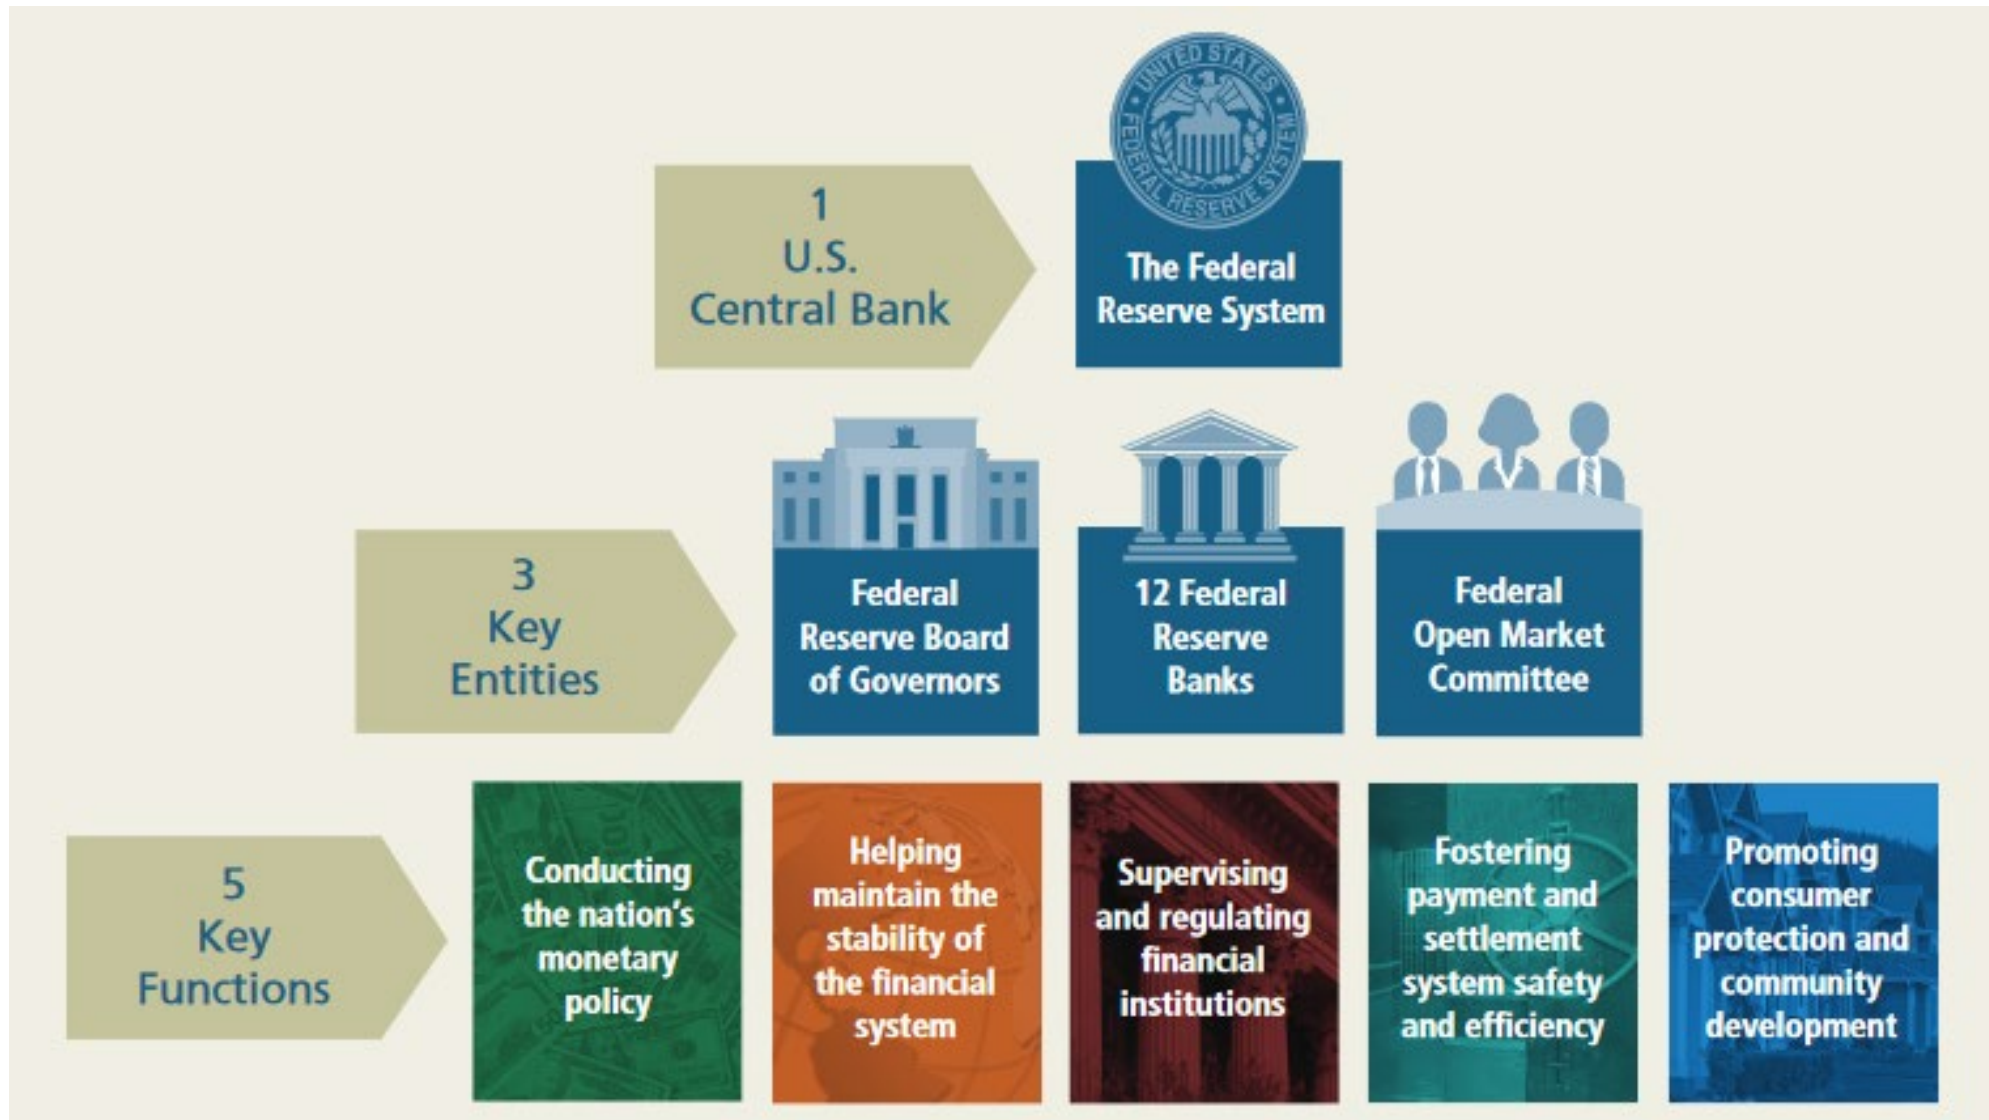 UNITED STATES
FEDERAL RESERVE SYSTEM
1
U.S.
Central Bank
The Federal
Reserve System
3
Key
Entities
Federal
Reserve Board
of Governors
12 Federal
Reserve
Banks
Federal
Open Market
Committee
5
Key
Functions
Conducting
the nation’s
monetary
policy
Helping
maintain the
stability of
the financial
system
Supervising
and regulating
financial
institutions
Fostering
payment and
settlement
system safety
and efficiency
Promoting
consumer
protection and
community
development